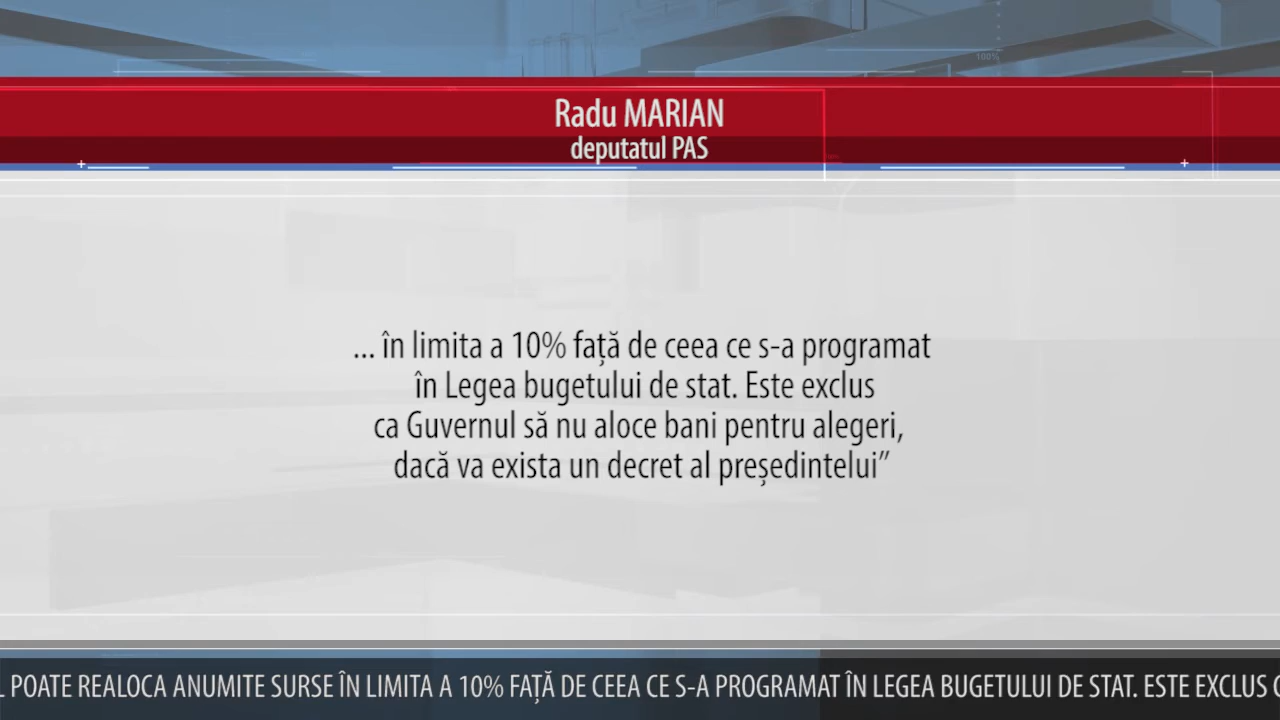 100%
Radu MARIAN
deputatul PAS
... în limita a 10% față de ceea ce s-a programat
în Legea bugetului de stat. Este exclus
ca Guvernul să nu aloce bani pentru alegeri,
dacă va exista un decret al președintelui”
POATE REALOCA ANUMITE SURSE ÎN LIMITA A 10% FAȚĂ DE CEEA CE S-A PROGRAMAT ÎN LEGEA BUGETULUI DE STAT. ESTE EXCLUS